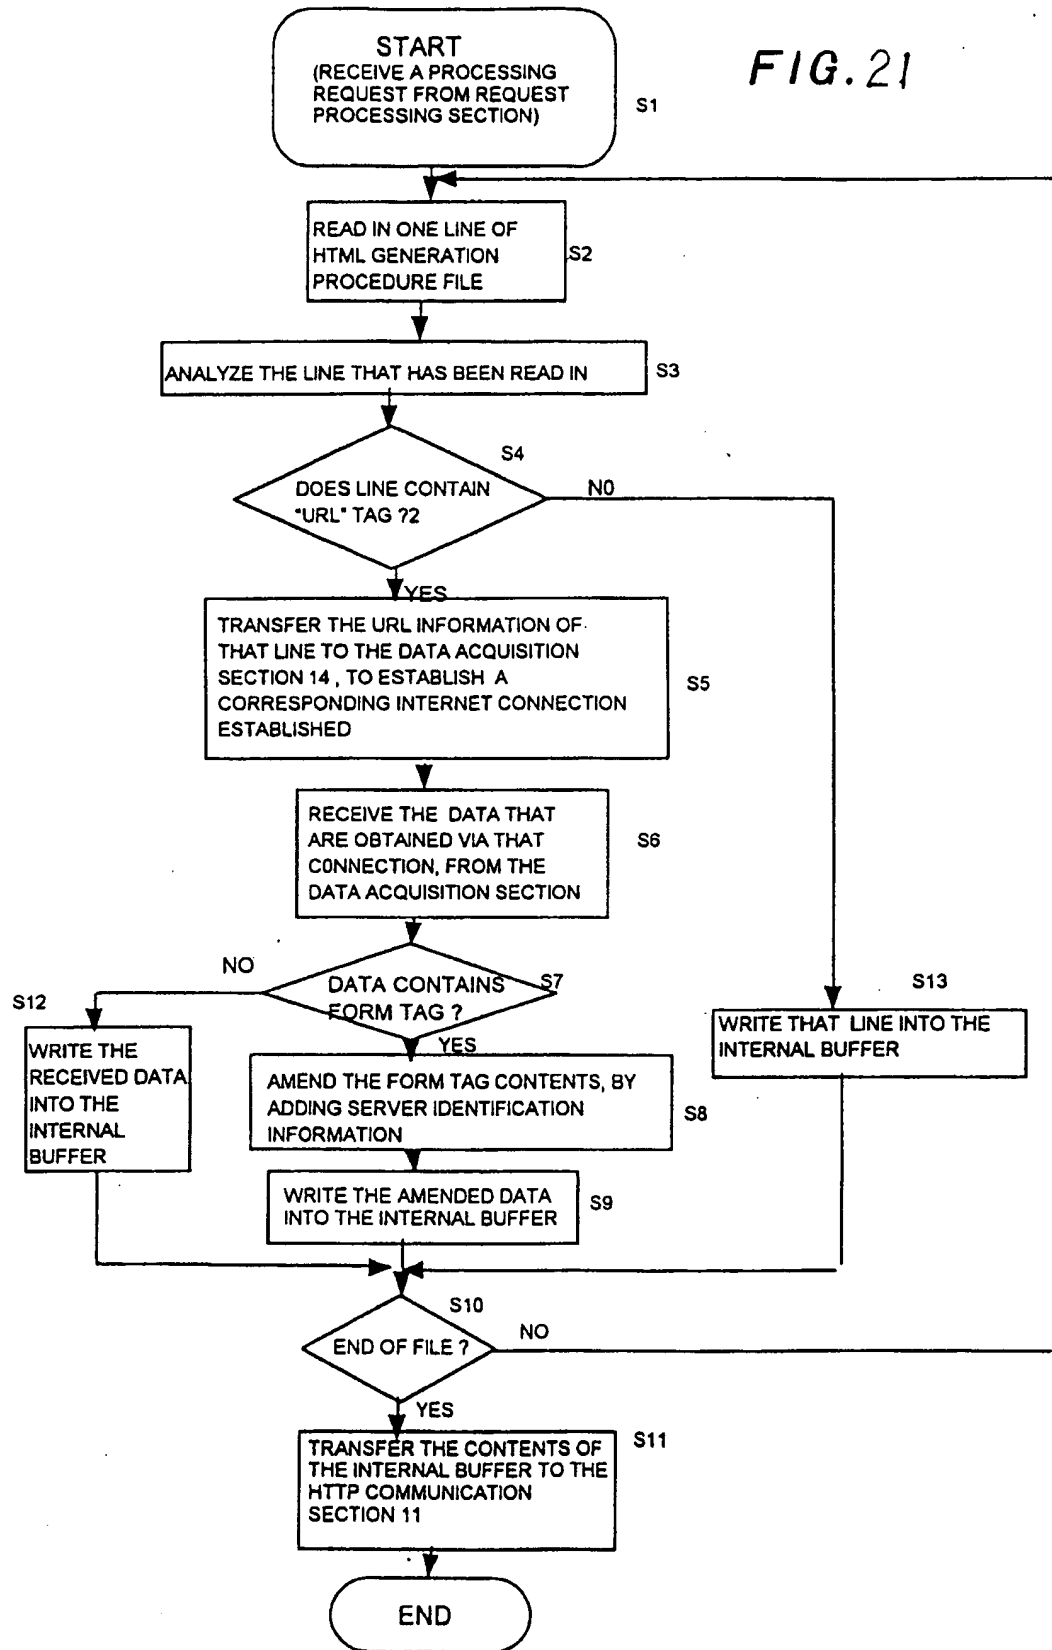 START
(RECEIVE A PROCESSING
REQUEST FROM REQUEST
PROCESSING SECTION)
S1
FIG. 21
READ IN ONE LINE OF
HTML GENERATION
PROCEDURE FILE
S2
ANALYZE THE LINE THAT HAS BEEN READ IN
S3
S4
DOES LINE CONTAIN
"URL" TAG ?2
NO
YES
TRANSFER THE URL INFORMATION OF
THAT LINE TO THE DATA ACQUISITION
SECTION 14 , TO ESTABLISH A
CORRESPONDING INTERNET CONNECTION
ESTABLISHED
S5
RECEIVE THE DATA THAT
ARE OBTAINED VIA THAT
CONNECTION, FROM THE
DATA ACQUISITION SECTION
S6
NO
S7
DATA CONTAINS
FORM TAG ?
YES
S12
WRITE THE
RECEIVED DATA
INTO THE
INTERNAL
BUFFER
S13
WRITE THAT LINE INTO THE
INTERNAL BUFFER
AMEND THE FORM TAG CONTENTS, BY
ADDING SERVER IDENTIFICATION
INFORMATION
S8
WRITE THE AMENDED DATA
INTO THE INTERNAL BUFFER
S9
S10
END OF FILE ?
NO
YES
TRANSFER THE CONTENTS OF
THE INTERNAL BUFFER TO THE
HTTP COMMUNICATION
SECTION 11
S11
END